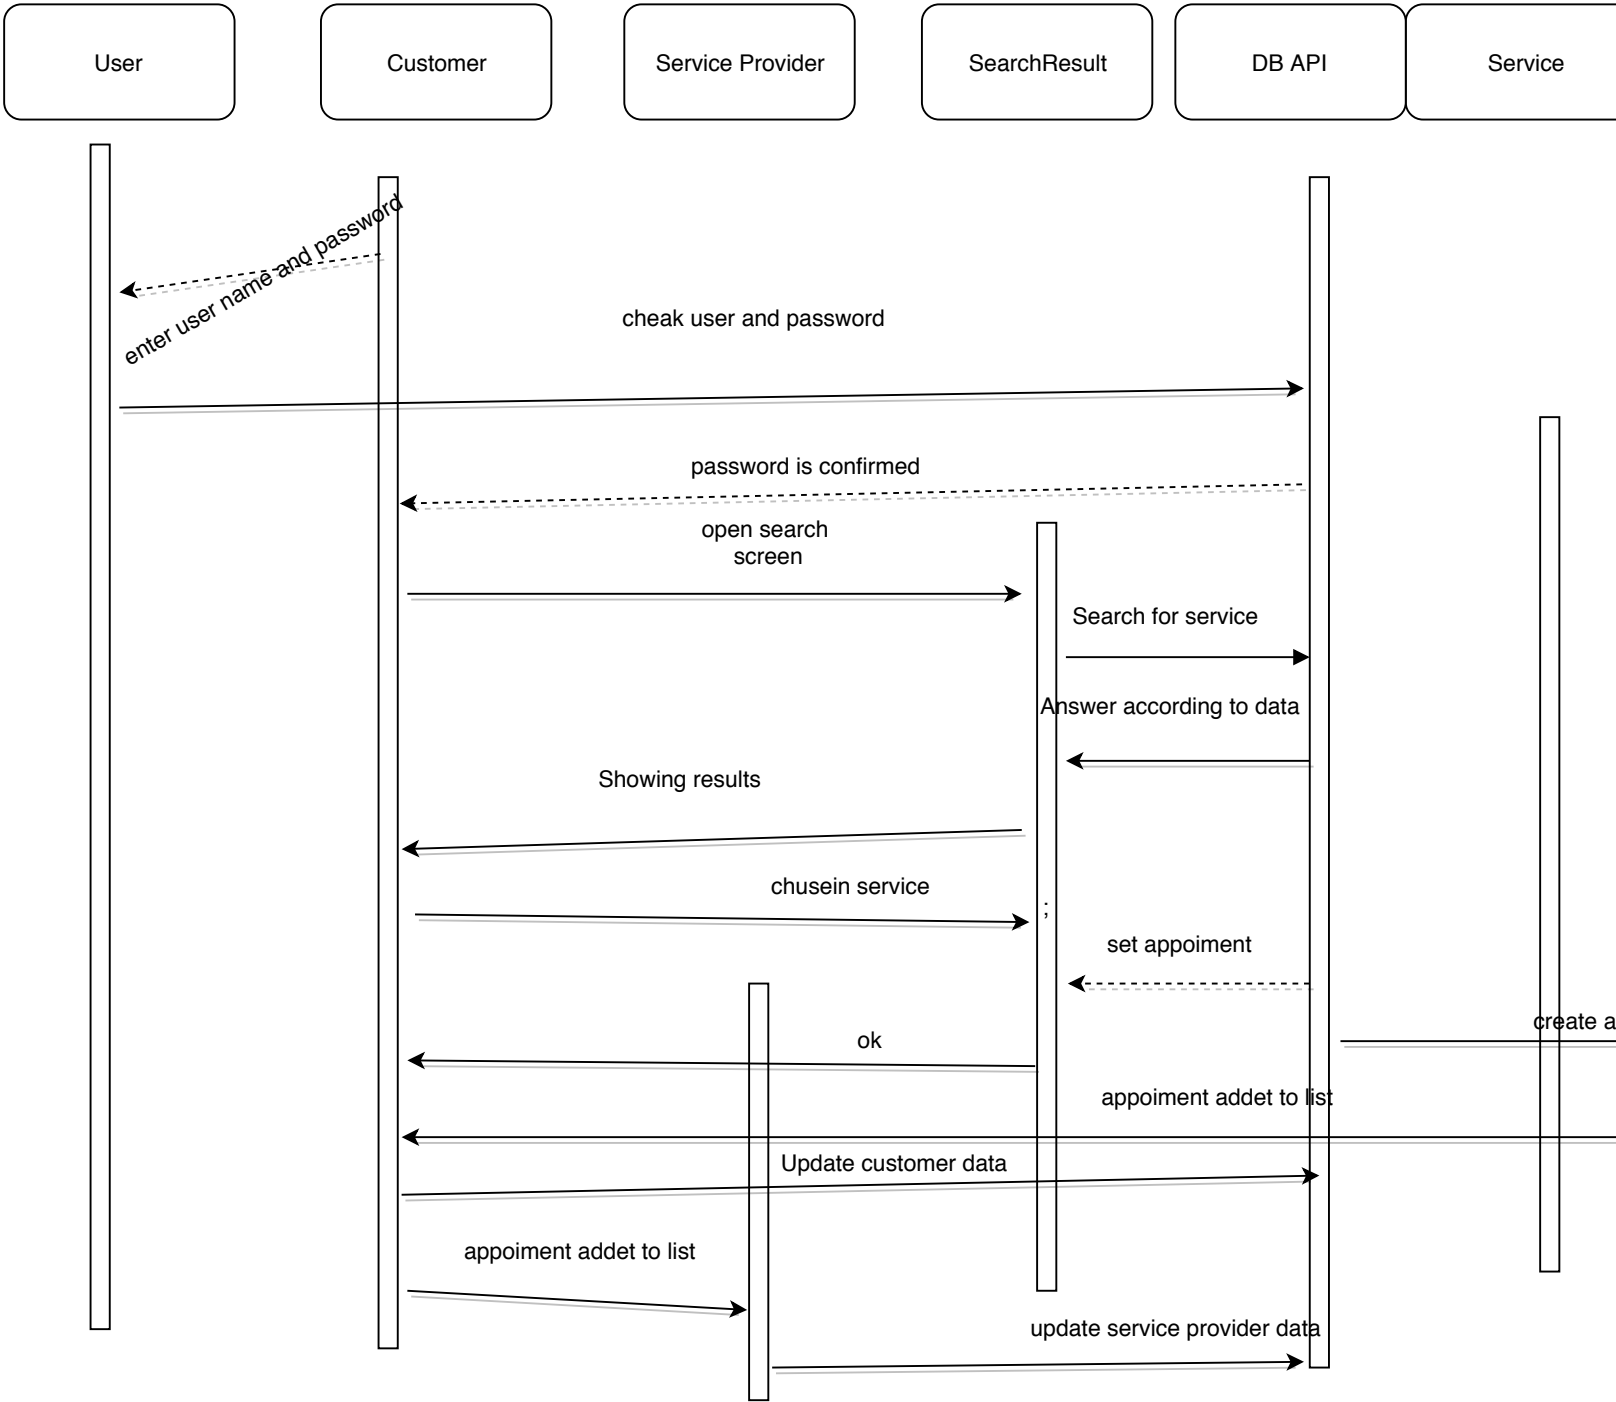 User
Customer
Service Provider
SearchResult
DB API
Service
enter user name and password
cheak user and password
password is confirmed
open search
screen
Search for service
Answer according to data
Showing results
chusein service
;
set appoiment
create a
ok
appoiment addet to list
Update customer data
appoiment addet to list
update service provider data